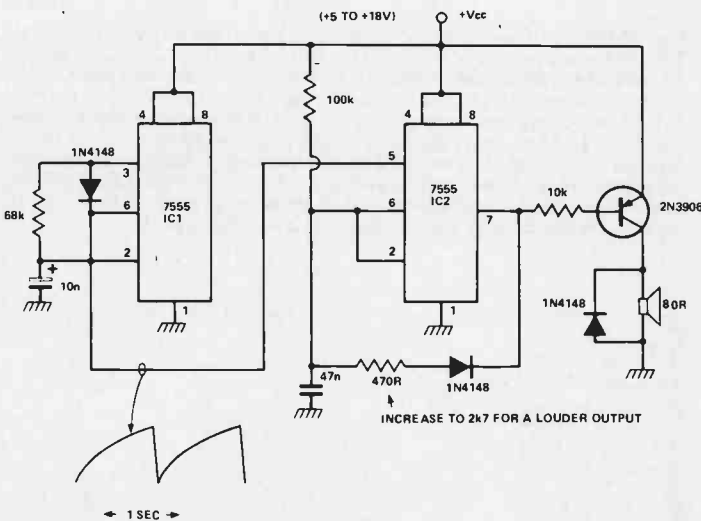 (+5 TO +18V)
+Vcc
100k
4
8
4
8
1N4148
3
5
68k
6
7555
IC1
7555
IC2
6
7
10k
2N3906
2
2
+
10n
1
1
1N4148
80R
47n
470R
1N4148
INCREASE TO 2k7 FOR A LOUDER OUTPUT
1 SEC